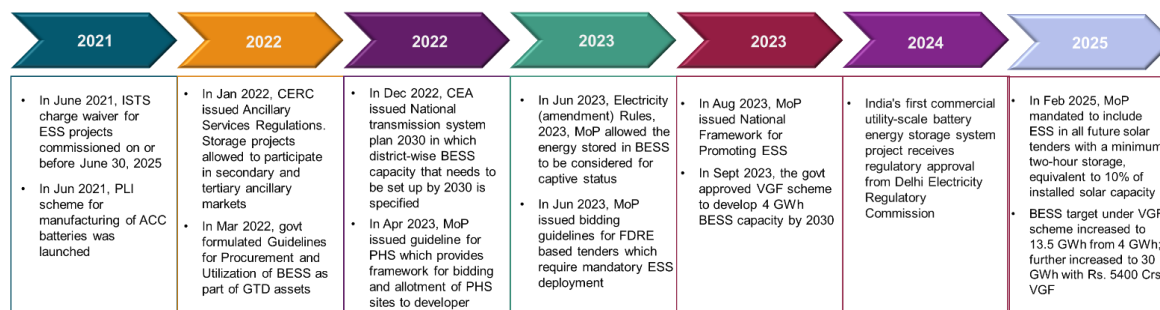 2021
2022
2022
2023
2023
2024
2025
• In June 2021, ISTS
charge waiver for
ESS projects
commissioned on or
before June 30, 2025
• In Jun 2021, PLI
scheme for
manufacturing of ACC
batteries was
launched
• In Jan 2022, CERC
issued Ancillary
Services Regulations.
Storage projects
allowed to participate
in secondary and
tertiary ancillary
markets
• In Mar 2022, govt
formulated Guidelines
for Procurement and
Utilization of BESS as
part of GTD assets
• In Dec 2022, CEA
issued National
transmission system
plan 2030 in which
district-wise BESS
capacity that needs to
be set up by 2030 is
specified
• In Apr 2023, MoP
issued guideline for
PHS which provides
framework for bidding
and allotment of PHS
sites to developer
• In Jun 2023, Electricity
(amendment) Rules,
2023, MoP allowed the
energy stored in BESS
to be considered for
captive status
• In Jun 2023, MoP
issued bidding
guidelines for FDRE
based tenders which
require mandatory ESS
deployment
• In Aug 2023, MoP
issued National
Framework for
Promoting ESS
• In Sept 2023, the govt
approved VGF scheme
to develop 4 GWh
BESS capacity by 2030
• India's first commercial
utility-scale battery
energy storage system
project receives
regulatory approval
from Delhi Electricity
Regulatory
Commission
• In Feb 2025, MoP
mandated to include
ESS in all future solar
tenders with a minimum
two-hour storage,
equivalent to 10% of
installed solar capacity
• BESS target under VGF
scheme increased to
13.5 GWh from 4 GWh;
further increased to 30
GWh with Rs. 5400 Crs
VGF